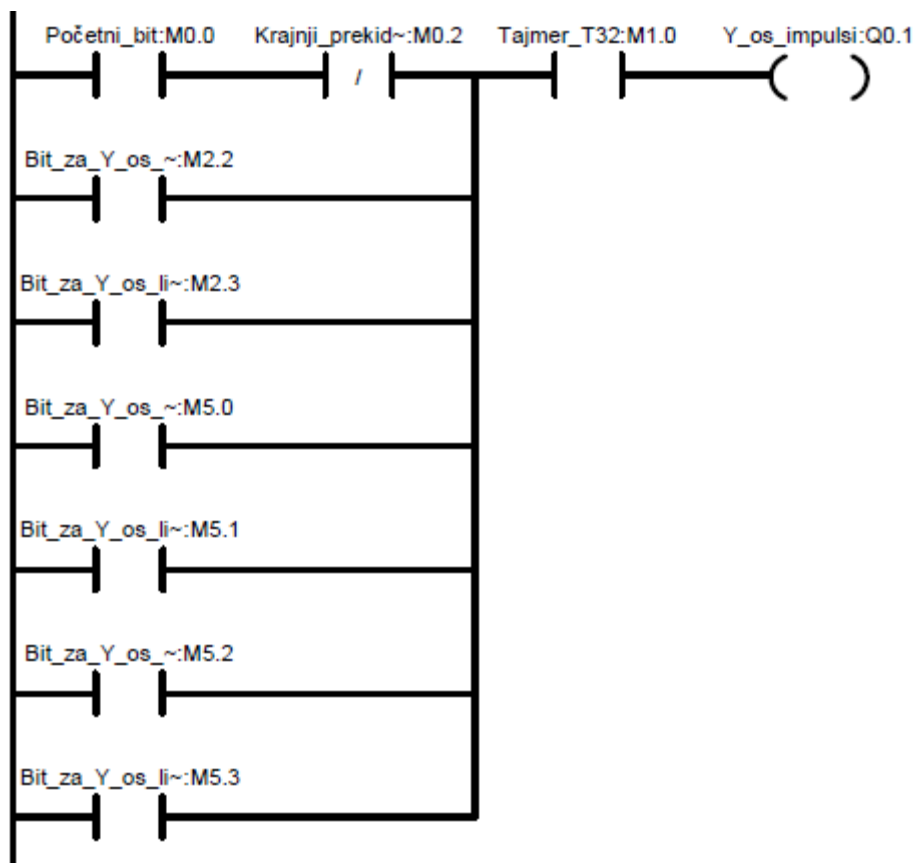 Početni_bit:M0.0 Krajnji_prekid~:M0.2 Tajmer_T32:M1.0 Y_os_impulsi:Q0.1
/
Bit_za_Y_os_~:M2.2
Bit_za_Y_os_li~:M2.3
Bit_za_Y_os_~:M5.0
Bit_za_Y_os_li~:M5.1
Bit_za_Y_os_~:M5.2
Bit_za_Y_os_li~:M5.3